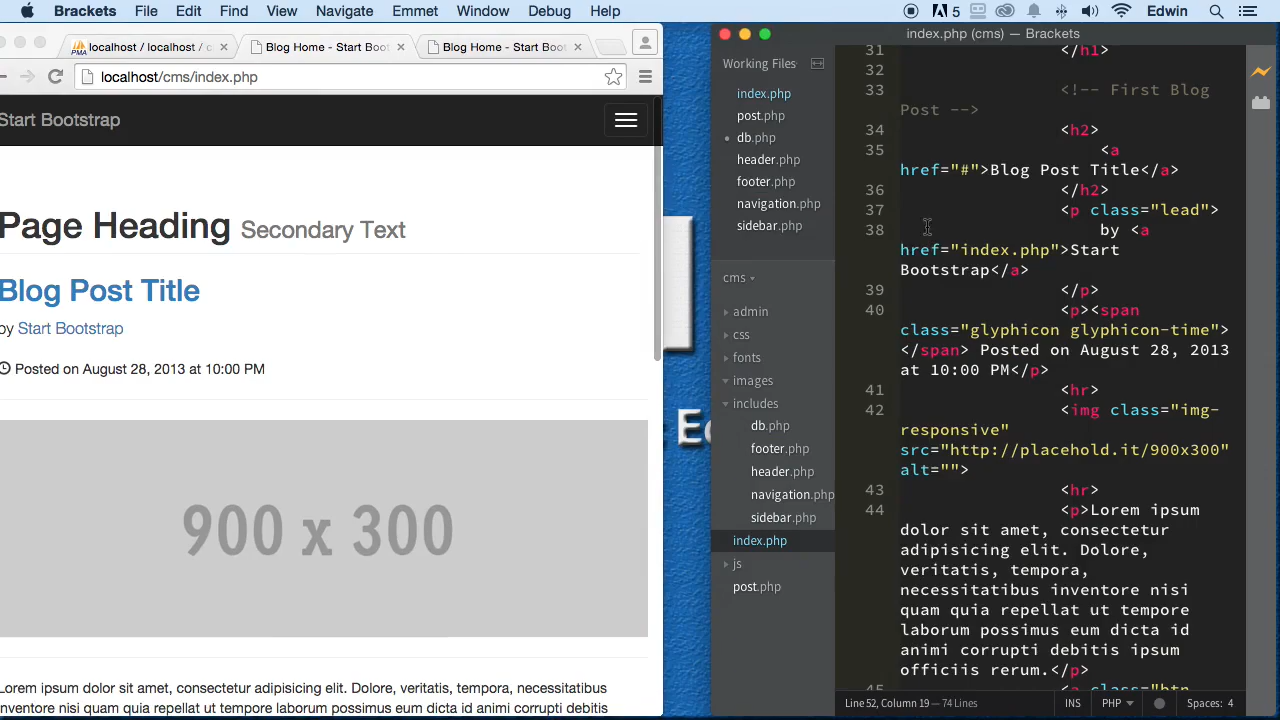 Brackets File Edit Find View Navigate Emmet Window Debug Help 5 Edwin
PMA localhost / localhost / c Blog Home - Start Boot Blog Home - Start Boot
localhost/cms/index.php
Start Bootstrap
Page Heading Secondary Text
Blog Post Title
by Start Bootstrap
Posted on August 28, 2013 at 10:00 PM
900 x 300
Lorem ipsum dolor sit amet, consectetur adipisicing elit. Dolore, veritatis, tempora, necessitatibus
inventore nisi quam quia repellat ut tempore laborum possimus eum dicta id animi corrupti debitis
index.php (cms) — Brackets
Working Files
index.php
post.php
db.php
header.php
footer.php
navigation.php
sidebar.php
cms
admin
css
fonts
images
includes
db.php
footer.php
header.php
navigation.php
sidebar.php
index.php
js
post.php
31 </h1>
32
33 <!-- First Blog
Post -->
34 <h2>
35 <a
href="#">Blog Post Title</a>
36 </h2>
37 <p class="lead">
38 by <a
href="index.php">Start
Bootstrap</a>
39 </p>
40 <p><span
class="glyphicon glyphicon-time">
</span> Posted on August 28, 2013
at 10:00 PM</p>
41 <hr>
42 <img class="img-
responsive"
src="http://placehold.it/900x300"
alt="">
43 <hr>
44 <p>Lorem ipsum
dolor sit amet, consectetur
adipisicing elit. Dolore,
veritatis, tempora,
necessitatibus inventore nisi
quam quia repellat ut tempore
laborum possimus eum dicta id
animi corrupti debitis ipsum
officiis rerum.</p>
45 <a class="btn
Line 52, Column 19 — 74 Lines INS PHP Spaces: 4